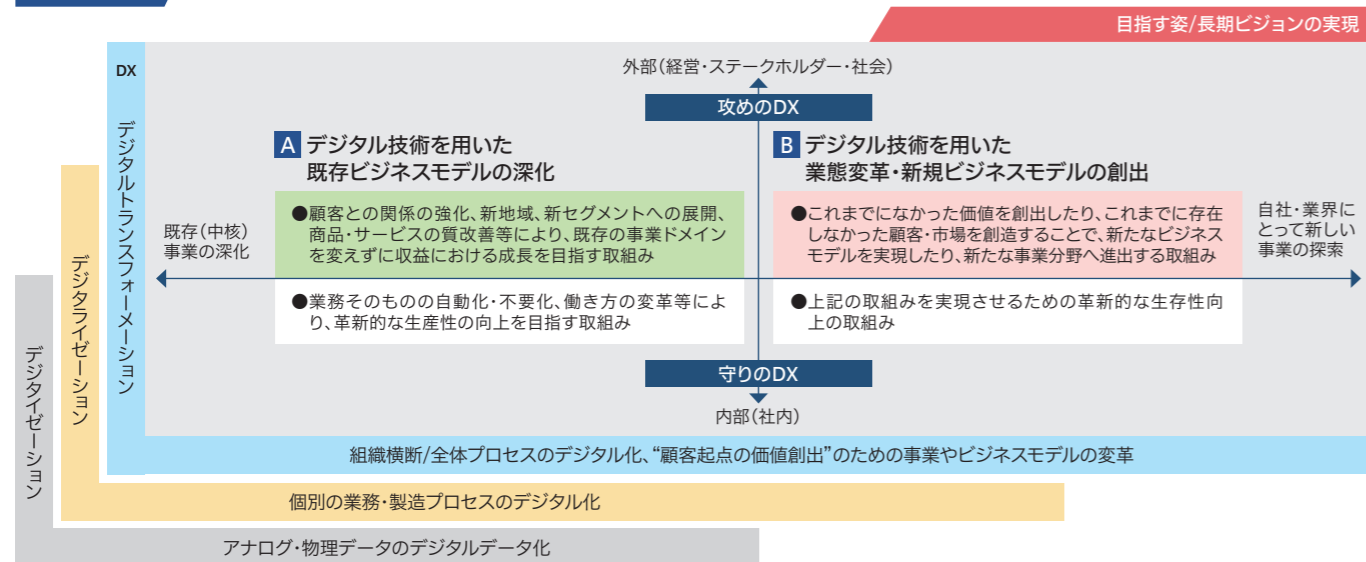 目指す姿/長期ビジョンの実現
DX
デジタルトランスフォーメーション
外部(経営・ステークホルダー・社会)
攻めのDX
A デジタル技術を用いた
既存ビジネスモデルの深化
B デジタル技術を用いた
業態変革・新規ビジネスモデルの創出
既存(中核)
事業の深化
●顧客との関係の強化、新地域、新セグメントへの展開、
商品・サービスの質改善等により、既存の事業ドメイン
を変えずに収益における成長を目指す取組み
●これまでになかった価値を創出したり、これまでに存在
しなかった顧客・市場を創造することで、新たなビジネス
モデルを実現したり、新たな事業分野へ進出する取組み
自社・業界に
とって新しい
事業の探索
●業務そのものの自動化・不要化、働き方の変革等によ
り、革新的な生産性の向上を目指す取組み
●上記の取組みを実現させるための革新的な生存性向
上の取組み
守りのDX
内部(社内)
組織横断/全体プロセスのデジタル化、“顧客起点の価値創出”のための事業やビジネスモデルの変革
デジタライゼーション
個別の業務・製造プロセスのデジタル化
デジタイゼーション
アナログ・物理データのデジタルデータ化